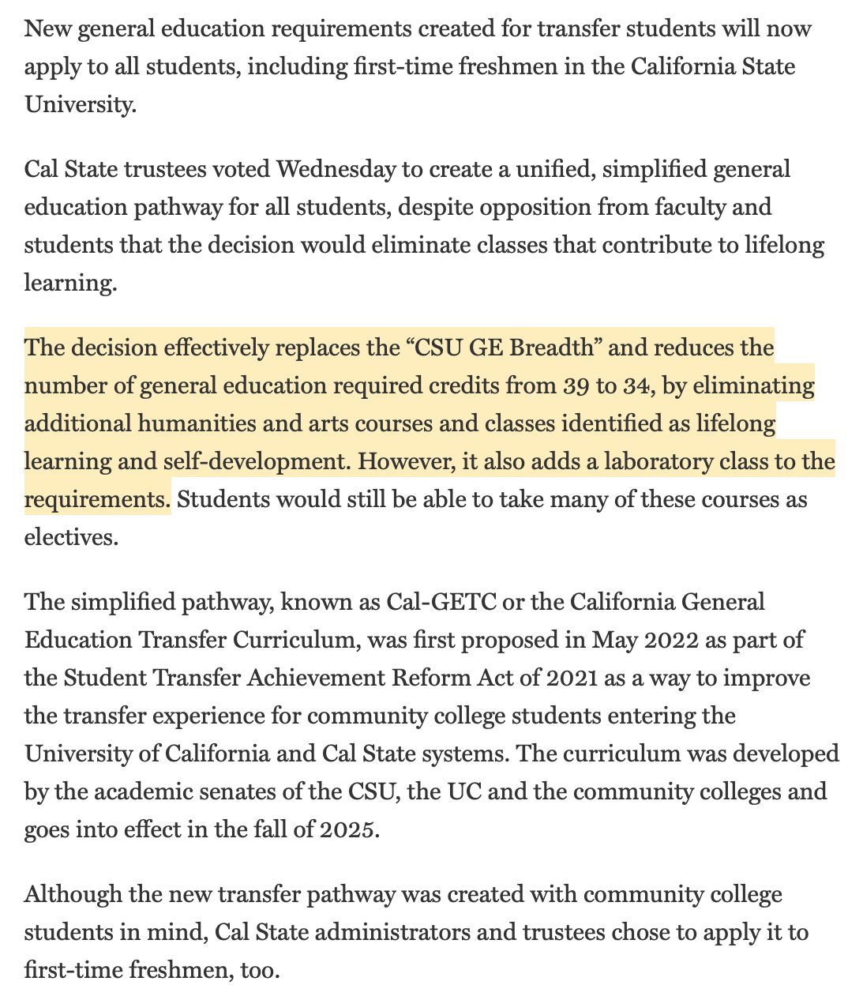 New general education requirements created for transfer students will now
apply to all students, including first-time freshmen in the California State
University.
Cal State trustees voted Wednesday to create a unified, simplified general
education pathway for all students, despite opposition from faculty and
students that the decision would eliminate classes that contribute to lifelong
learning.
The decision effectively replaces the “CSU GE Breadth” and reduces the
number of general education required credits from 39 to 34, by eliminating
additional humanities and arts courses and classes identified as lifelong
learning and self-development. However, it also adds a laboratory class to the
requirements. Students would still be able to take many of these courses as
electives.
The simplified pathway, known as Cal-GETC or the California General
Education Transfer Curriculum, was first proposed in May 2022 as part of
the Student Transfer Achievement Reform Act of 2021 as a way to improve
the transfer experience for community college students entering the
University of California and Cal State systems. The curriculum was developed
by the academic senates of the CSU, the UC and the community colleges and
goes into effect in the fall of 2025.
Although the new transfer pathway was created with community college
students in mind, Cal State administrators and trustees chose to apply it to
first-time freshmen, too.